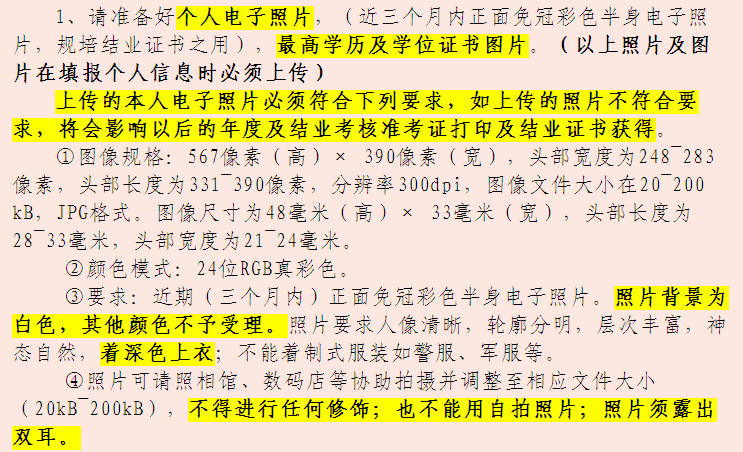 1、请准备好个人电子照片，（近三个月内正面免冠彩色半身电子照
片，规培结业证书之用），最高学历及学位证书图片。（以上照片及图
片在填报个人信息时必须上传）
上传的本人电子照片必须符合下列要求，如上传的照片不符合要
求，将会影响以后的年度及结业考核准考证打印及结业证书获得。
①图像规格：567像素（高）× 390像素（宽），头部宽度为248¯283
像素，头部长度为331¯390像素，分辨率300dpi，图像文件大小在20¯200
kB，JPG格式。图像尺寸为48毫米（高）× 33毫米（宽），头部长度为
28¯33毫米，头部宽度为21¯24毫米。
②颜色模式：24位RGB真彩色。
③要求：近期（三个月内）正面免冠彩色半身电子照片。照片背景为
白色，其他颜色不予受理。照片要求人像清晰，轮廓分明，层次丰富，神
态自然，着深色上衣；不能着制式服装如警服、军服等。
④照片可请照相馆、数码店等协助拍摄并调整至相应文件大小
（20kB¯200kB），不得进行任何修饰；也不能用自拍照片；照片须露出
双耳。